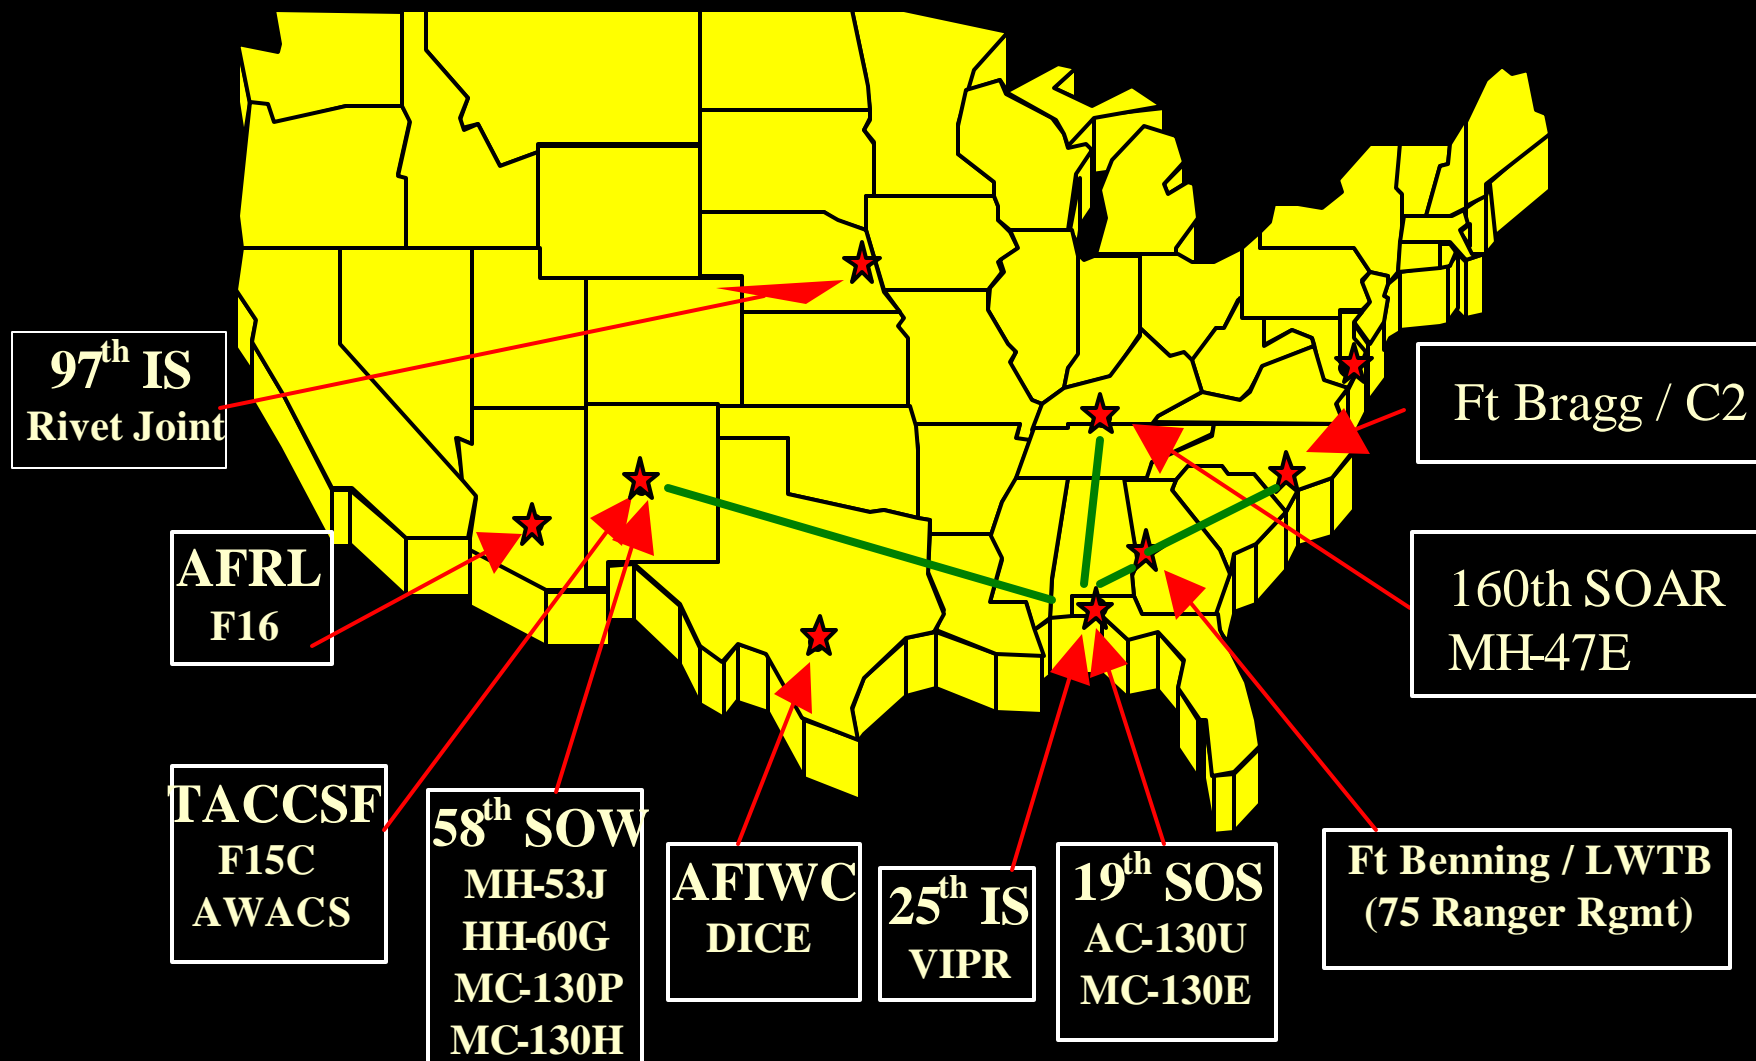 97th IS
Rivet Joint
Ft Bragg / C2
AFRL
F16
160th SOAR
MH-47E
TACCSF
F15C
AWACS
58th SOW
MH-53J
HH-60G
MC-130P
MC-130H
AFIWC
DICE
25th IS
VIPR
19th SOS
AC-130U
MC-130E
Ft Benning / LWTB
(75 Ranger Rgmt)